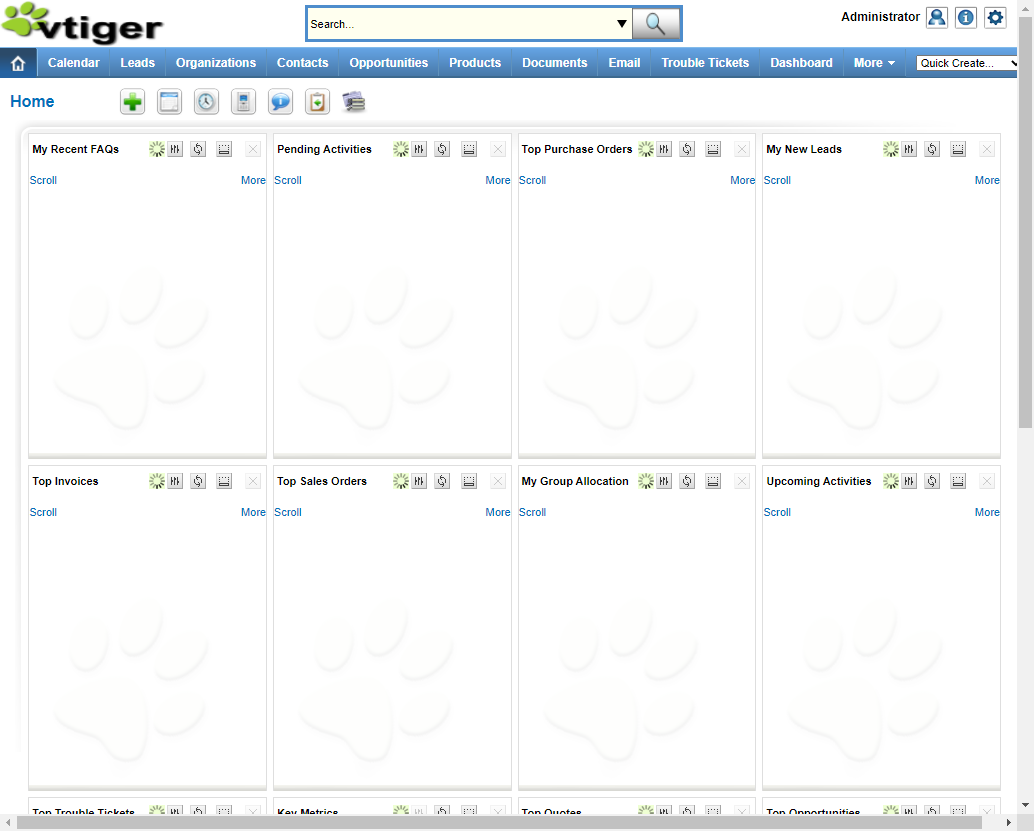 vtiger
Search...
Administrator
Calendar Leads Organizations Contacts Opportunities Products Documents Email Trouble Tickets Dashboard More Quick Create...
Home
My Recent FAQs Pending Activities Top Purchase Orders My New Leads
Scroll More Scroll More Scroll More Scroll More
Top Invoices Top Sales Orders My Group Allocation Upcoming Activities
Scroll More Scroll More Scroll Scroll More
Top Trouble Tickets Key Metrics Top Quotes Top Opportunities